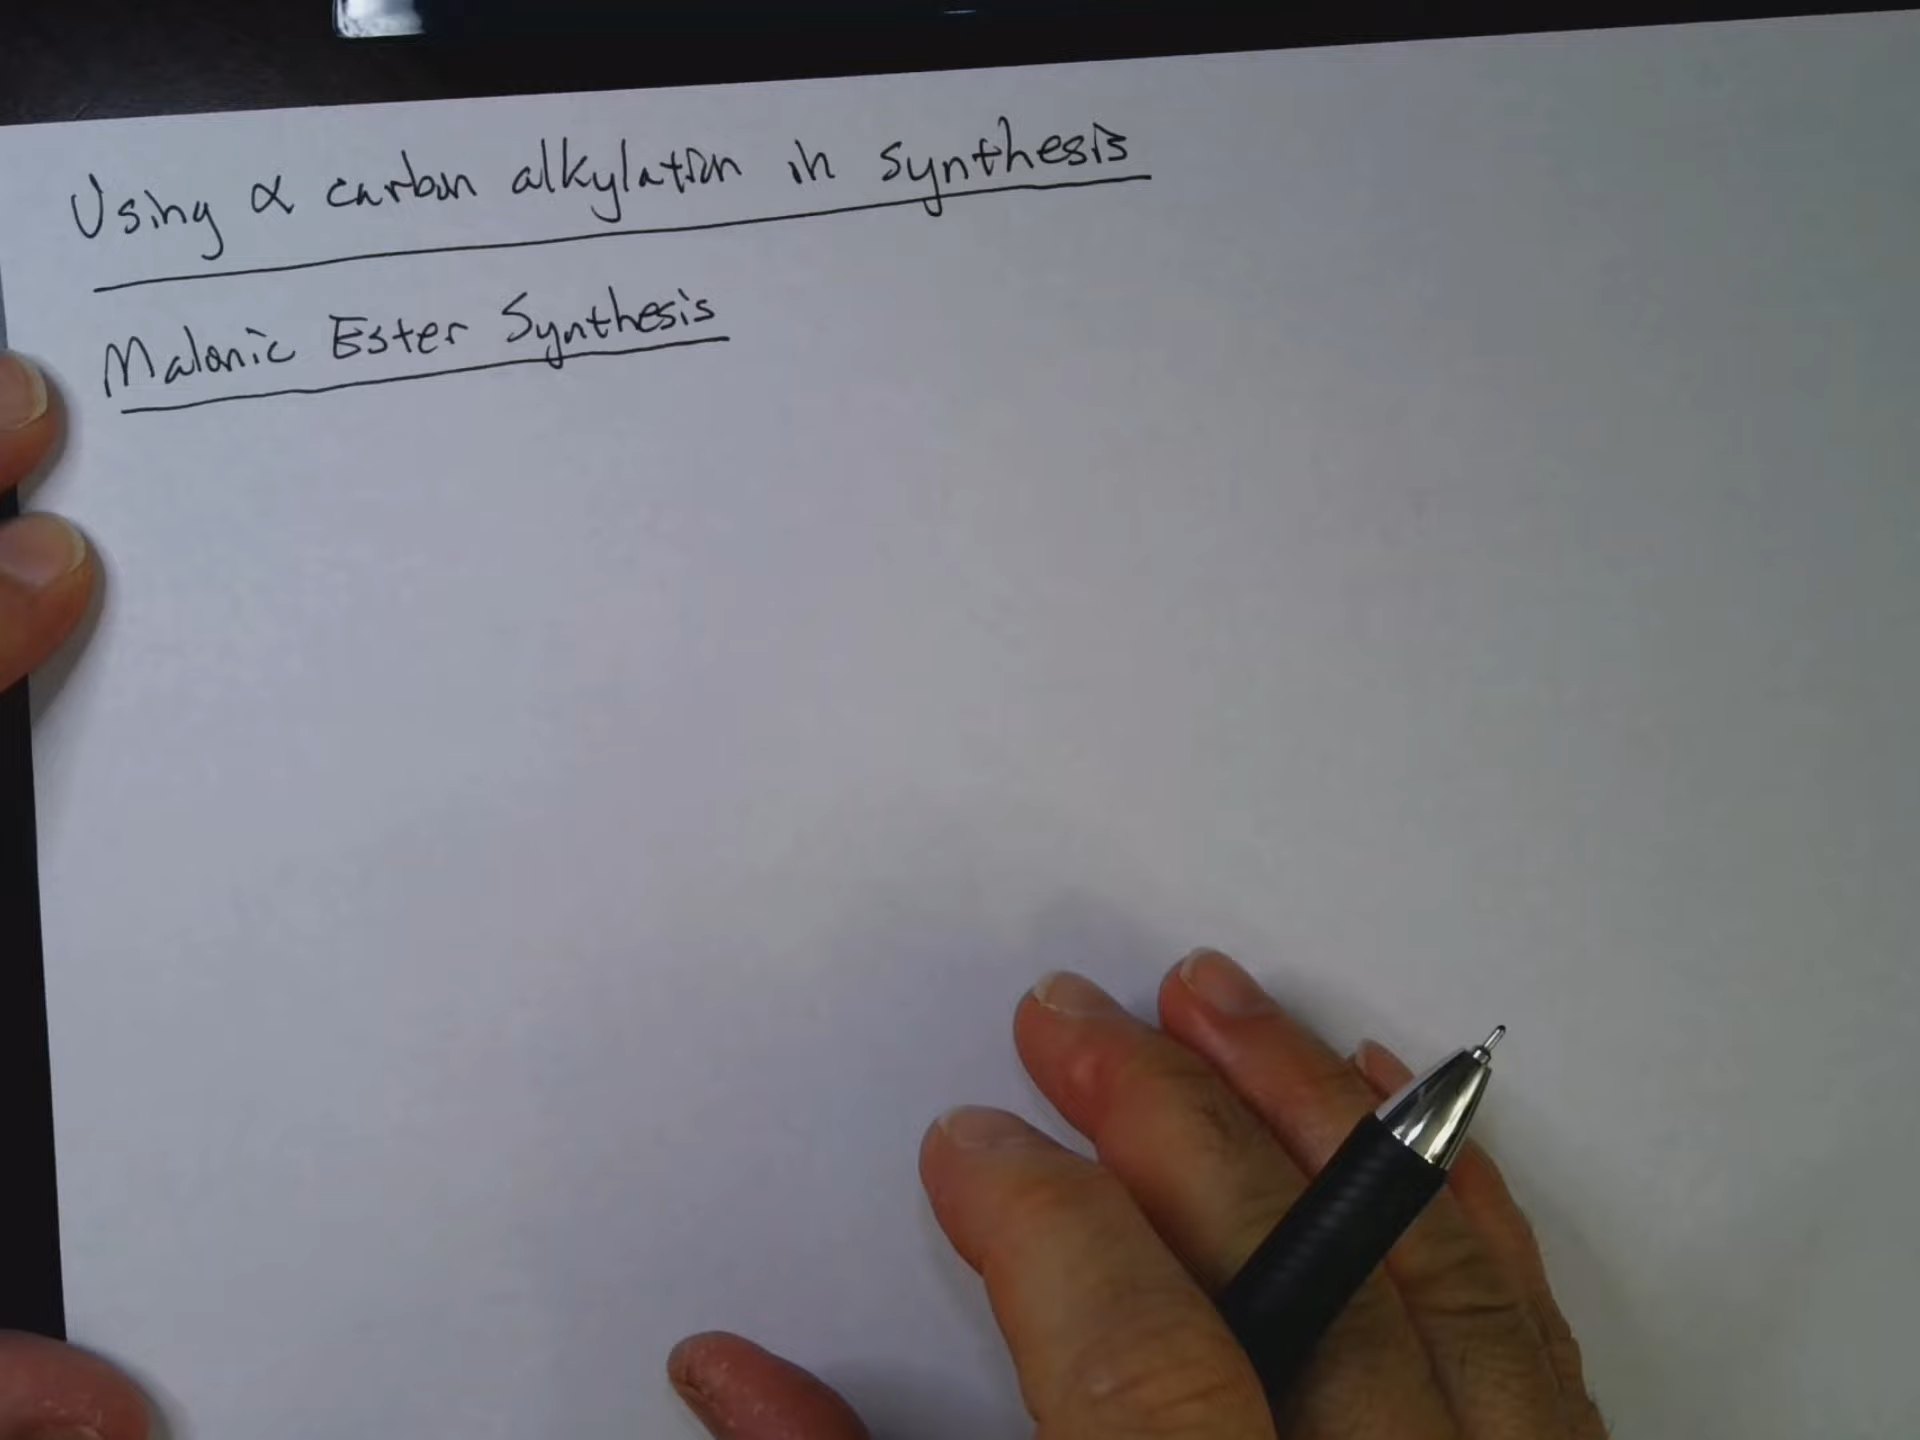 Using α carbon alkylation in synthesis
Malonic Ester Synthesis